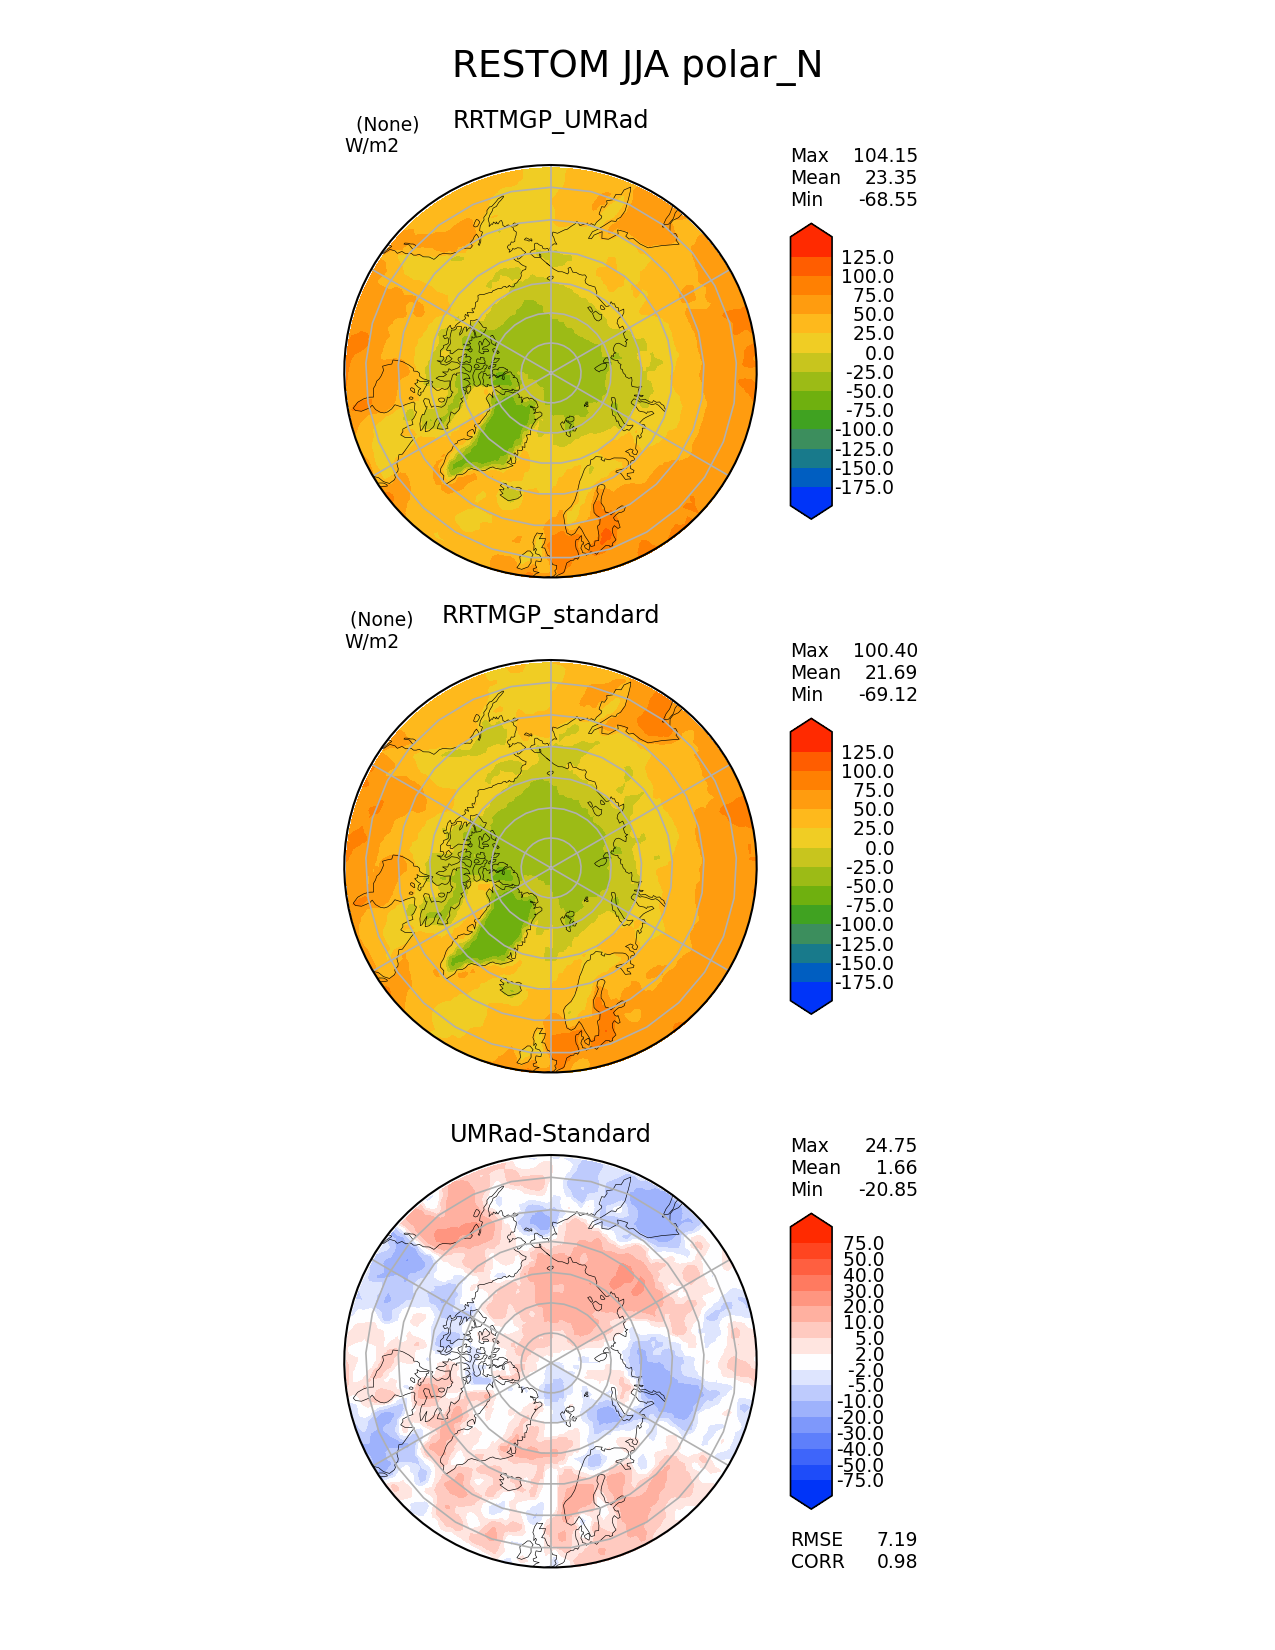 RESTOM JJA polar_N
(None)
RRTMGP_UMRad
W/m2
Max 104.15
Mean 23.35
Min -68.55
125.0
100.0
75.0
50.0
25.0
0.0
-25.0
-50.0
-75.0
-100.0
-125.0
-150.0
-175.0
(None)
RRTMGP_standard
W/m2
Max 100.40
Mean 21.69
Min -69.12
125.0
100.0
75.0
50.0
25.0
0.0
-25.0
-50.0
-75.0
-100.0
-125.0
-150.0
-175.0
UMRad-Standard
Max 24.75
Mean 1.66
Min -20.85
75.0
50.0
40.0
30.0
20.0
10.0
5.0
2.0
-2.0
-5.0
-10.0
-20.0
-30.0
-40.0
-50.0
-75.0
RMSE 7.19
CORR 0.98